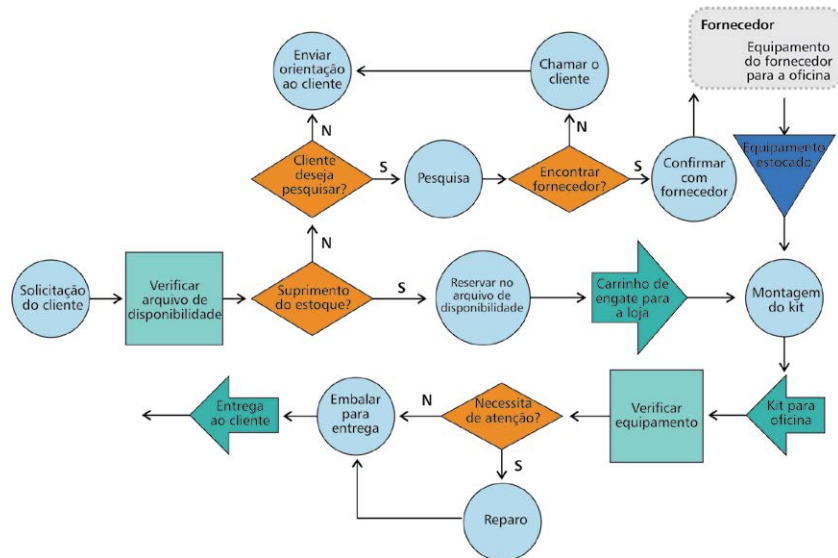 Fornecedor
Equipamento
do fornecedor
para a oficina
Enviar
orientação
ao cliente
Chamar o
cliente
N
N
Cliente
deseja
pesquisar?
S
Pesquisa
Encontrar
fornecedor?
S
Confirmar
com
fornecedor
Equipamento
estocado
N
Solicitação
do cliente
Verificar
arquivo de
disponibilidade
Suprimento
do estoque?
S
Reservar no
arquivo de
disponibilidade
Carrinho de
engate para
a loja
Montagem
do kit
Entrega
ao cliente
Embalar
para
entrega
N
Necessita
de atenção?
Verificar
equipamento
Kit para
oficina
S
Reparo